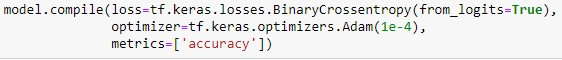 model.compile(loss=tf.keras.losses.BinaryCrossentropy(from_logits=True),
              optimizer=tf.keras.optimizers.Adam(1e-4),
              metrics=['accuracy'])